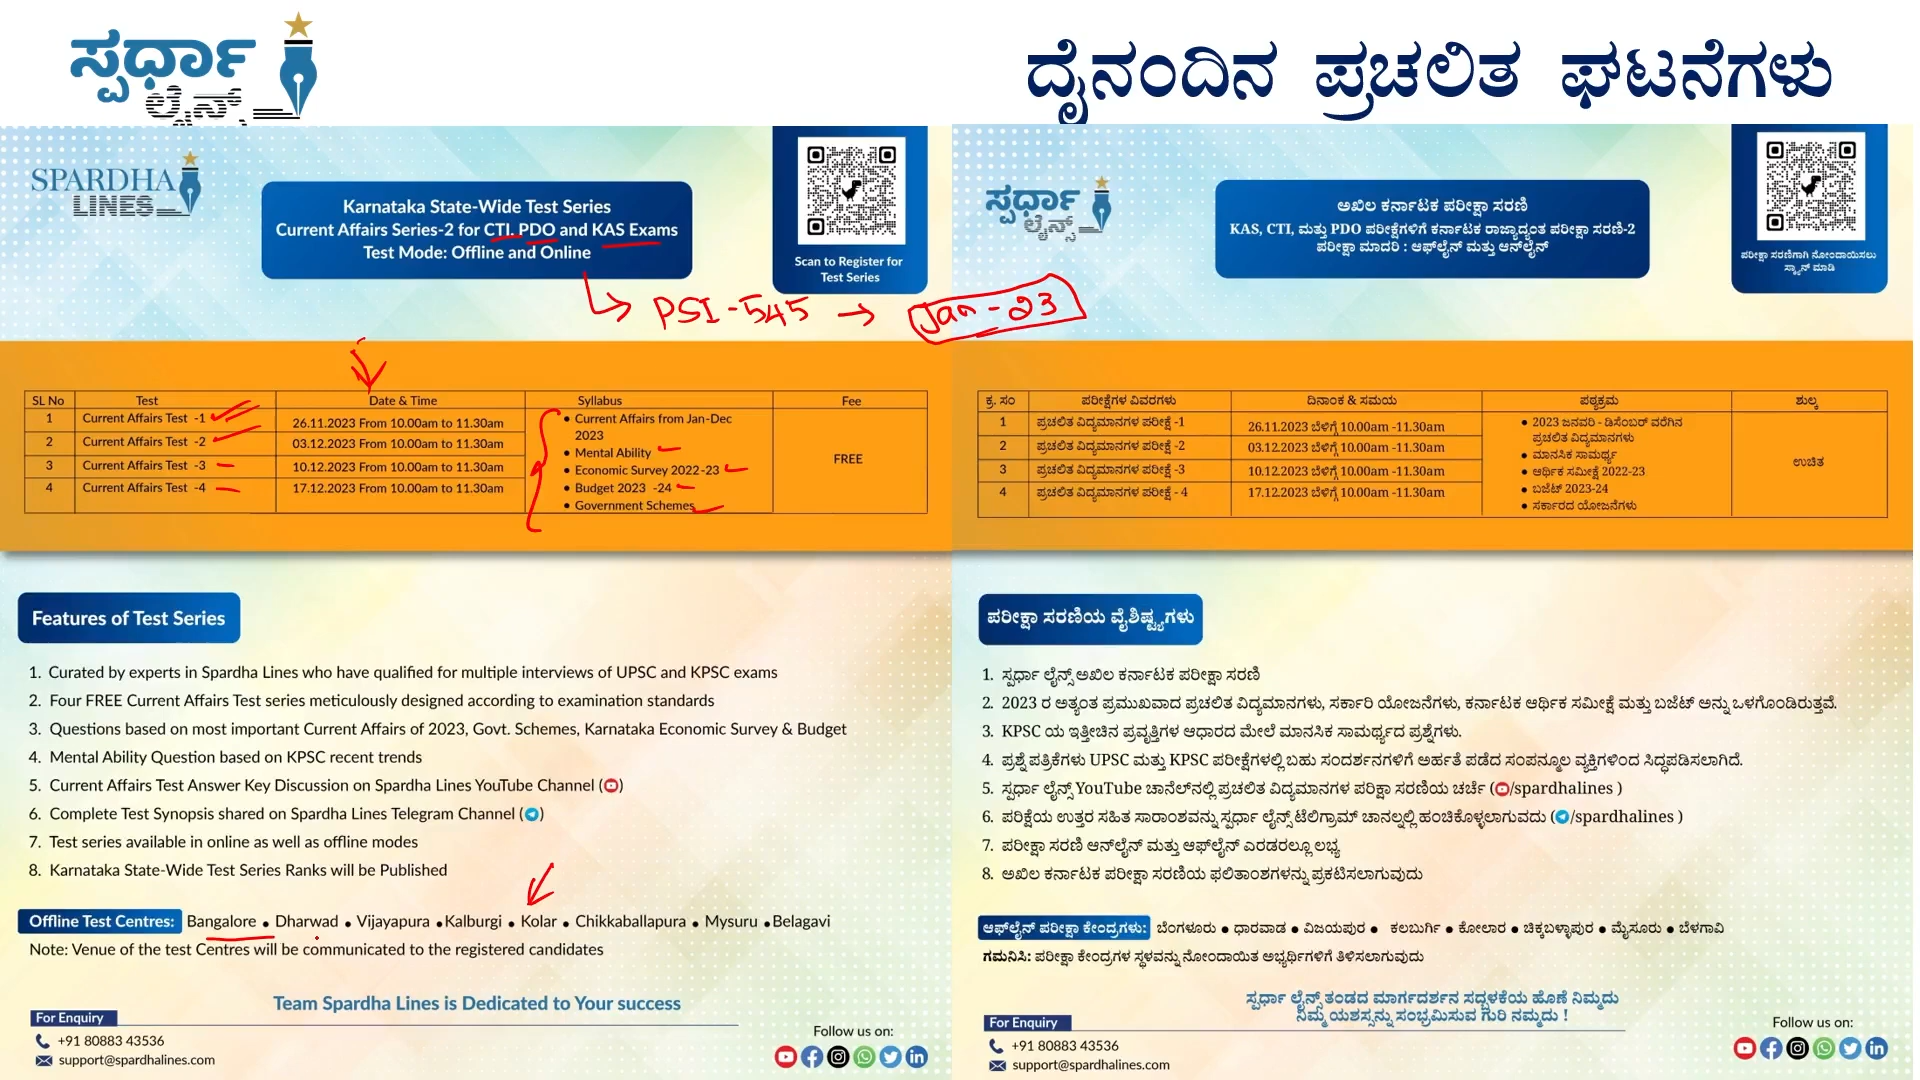 ಸ್ಪರ್ಧಾ
ಲೈನ್ಸ್
ದೈನಂದಿನ ಪ್ರಚಲಿತ ಘಟನೆಗಳು
SPARDHA
LINES
Karnataka State-Wide Test Series
Current Affairs Series-2 for CTI, PDO and KAS Exams
Test Mode: Offline and Online
Scan to Register for
Test Series
PSI-545 → Jan-23
SL No Test Date & Time Syllabus Fee
1 Current Affairs Test -1 26.11.2023 From 10.00am to 11.30am
2 Current Affairs Test -2 03.12.2023 From 10.00am to 11.30am
3 Current Affairs Test -3 10.12.2023 From 10.00am to 11.30am
4 Current Affairs Test -4 17.12.2023 From 10.00am to 11.30am
• Current Affairs from Jan-Dec
2023
• Mental Ability
• Economic Survey 2022-23
• Budget 2023 -24
• Government Schemes
FREE
Features of Test Series
1. Curated by experts in Spardha Lines who have qualified for multiple interviews of UPSC and KPSC exams
2. Four FREE Current Affairs Test series meticulously designed according to examination standards
3. Questions based on most important Current Affairs of 2023, Govt. Schemes, Karnataka Economic Survey & Budget
4. Mental Ability Question based on KPSC recent trends
5. Current Affairs Test Answer Key Discussion on Spardha Lines YouTube Channel ( )
6. Complete Test Synopsis shared on Spardha Lines Telegram Channel ( )
7. Test series available in online as well as offline modes
8. Karnataka State-Wide Test Series Ranks will be Published
Offline Test Centres: Bangalore • Dharwad • Vijayapura • Kalburgi • Kolar • Chikkaballapura • Mysuru • Belagavi
Note: Venue of the test Centres will be communicated to the registered candidates
Team Spardha Lines is Dedicated to Your success
For Enquiry
+91 80883 43536
support@spardhalines.com
Follow us on:
ಸ್ಪರ್ಧಾ
ಲೈನ್ಸ್
ಅಖಿಲ ಕರ್ನಾಟಕ ಪರೀಕ್ಷಾ ಸರಣಿ
KAS, CTI, ಮತ್ತು PDO ಪರೀಕ್ಷೆಗಳಿಗೆ ಕರ್ನಾಟಕ ರಾಜ್ಯಾದ್ಯಂತ ಪರೀಕ್ಷಾ ಸರಣಿ-2
ಪರೀಕ್ಷಾ ಮಾದರಿ : ಆಫ್‌ಲೈನ್ ಮತ್ತು ಆನ್‌ಲೈನ್
ಪರೀಕ್ಷಾ ಸರಣಿಗಾಗಿ ನೋಂದಾಯಿಸಲು
ಸ್ಕ್ಯಾನ್ ಮಾಡಿ
ಕ್ರ. ಸಂ ಪರೀಕ್ಷೆಗಳ ವಿವರಗಳು ದಿನಾಂಕ & ಸಮಯ ಪಠ್ಯಕ್ರಮ ಶುಲ್ಕ
1 ಪ್ರಚಲಿತ ವಿದ್ಯಮಾನಗಳ ಪರೀಕ್ಷೆ -1 26.11.2023 ಬೆಳಿಗ್ಗೆ 10.00am -11.30am
2 ಪ್ರಚಲಿತ ವಿದ್ಯಮಾನಗಳ ಪರೀಕ್ಷೆ -2 03.12.2023 ಬೆಳಿಗ್ಗೆ 10.00am -11.30am
3 ಪ್ರಚಲಿತ ವಿದ್ಯಮಾನಗಳ ಪರೀಕ್ಷೆ -3 10.12.2023 ಬೆಳಿಗ್ಗೆ 10.00am -11.30am
4 ಪ್ರಚಲಿತ ವಿದ್ಯಮಾನಗಳ ಪರೀಕ್ಷೆ - 4 17.12.2023 ಬೆಳಿಗ್ಗೆ 10.00am -11.30am
• 2023 ಜನವರಿ - ಡಿಸೆಂಬರ್ ವರೆಗಿನ
ಪ್ರಚಲಿತ ವಿದ್ಯಮಾನಗಳು
• ಮಾನಸಿಕ ಸಾಮರ್ಥ್ಯ
• ಆರ್ಥಿಕ ಸಮೀಕ್ಷೆ 2022-23
• ಬಜೆಟ್ 2023-24
• ಸರ್ಕಾರದ ಯೋಜನೆಗಳು
ಉಚಿತ
ಪರೀಕ್ಷಾ ಸರಣಿಯ ವೈಶಿಷ್ಟ್ಯಗಳು
1. ಸ್ಪರ್ಧಾ ಲೈನ್ಸ್ ಅಖಿಲ ಕರ್ನಾಟಕ ಪರೀಕ್ಷಾ ಸರಣಿ
2. 2023 ರ ಅತ್ಯಂತ ಪ್ರಮುಖವಾದ ಪ್ರಚಲಿತ ವಿದ್ಯಮಾನಗಳು, ಸರ್ಕಾರಿ ಯೋಜನೆಗಳು, ಕರ್ನಾಟಕ ಆರ್ಥಿಕ ಸಮೀಕ್ಷೆ ಮತ್ತು ಬಜೆಟ್ ಅನ್ನು ಒಳಗೊಂಡಿರುತ್ತವೆ.
3. KPSC ಯ ಇತ್ತೀಚಿನ ಪ್ರವೃತ್ತಿಗಳ ಆಧಾರದ ಮೇಲೆ ಮಾನಸಿಕ ಸಾಮರ್ಥ್ಯದ ಪ್ರಶ್ನೆಗಳು.
4. ಪ್ರಶ್ನೆ ಪತ್ರಿಕೆಗಳು UPSC ಮತ್ತು KPSC ಪರೀಕ್ಷೆಗಳಲ್ಲಿ ಬಹು ಸಂದರ್ಶನಗಳಿಗೆ ಅರ್ಹತೆ ಪಡೆದ ಸಂಪನ್ಮೂಲ ವ್ಯಕ್ತಿಗಳಿಂದ ಸಿದ್ಧಪಡಿಸಲಾಗಿದೆ.
5. ಸ್ಪರ್ಧಾ ಲೈನ್ಸ್ YouTube ಚಾನೆಲ್‌ನಲ್ಲಿ ಪ್ರಚಲಿತ ವಿದ್ಯಮಾನಗಳ ಪರಿಕ್ಷಾ ಸರಣಿಯ ಚರ್ಚೆ ( /spardhalines )
6. ಪರಿಕ್ಷೆಯ ಉತ್ತರ ಸಹಿತ ಸಾರಾಂಶವನ್ನು ಸ್ಪರ್ಧಾ ಲೈನ್ಸ್ ಟೆಲಿಗ್ರಾಮ್ ಚಾನಲ್ನಲ್ಲಿ ಹಂಚಿಕೊಳ್ಳಲಾಗುವದು ( /spardhalines )
7. ಪರೀಕ್ಷಾ ಸರಣಿ ಆನ್‌ಲೈನ್ ಮತ್ತು ಆಫ್‌ಲೈನ್ ಎರಡರಲ್ಲೂ ಲಭ್ಯ
8. ಅಖಿಲ ಕರ್ನಾಟಕ ಪರೀಕ್ಷಾ ಸರಣಿಯ ಫಲಿತಾಂಶಗಳನ್ನು ಪ್ರಕಟಿಸಲಾಗುವುದು
ಆಫ್‌ಲೈನ್ ಪರೀಕ್ಷಾ ಕೇಂದ್ರಗಳು: ಬೆಂಗಳೂರು • ಧಾರವಾಡ • ವಿಜಯಪುರ • ಕಲಬುರ್ಗಿ • ಕೋಲಾರ • ಚಿಕ್ಕಬಳ್ಳಾಪುರ • ಮೈಸೂರು • ಬೆಳಗಾವಿ
ಗಮನಿಸಿ: ಪರೀಕ್ಷಾ ಕೇಂದ್ರಗಳ ಸ್ಥಳವನ್ನು ನೋಂದಾಯಿತ ಅಭ್ಯರ್ಥಿಗಳಿಗೆ ತಿಳಿಸಲಾಗುವುದು
ಸ್ಪರ್ಧಾ ಲೈನ್ಸ್ ತಂಡದ ಮಾರ್ಗದರ್ಶನ ಸದ್ಬಳಕೆಯ ಹೊಣೆ ನಿಮ್ಮದು
ನಿಮ್ಮ ಯಶಸ್ಸನ್ನು ಸಂಭ್ರಮಿಸುವ ಗುರಿ ನಮ್ಮದು !
For Enquiry
+91 80883 43536
support@spardhalines.com
Follow us on: